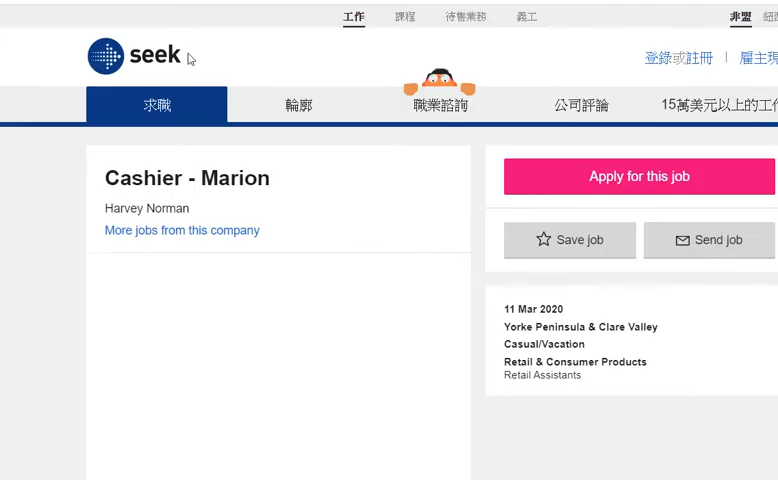 工作 課程 待售業務 義工 非盟
seek
登錄或註冊 | 雇主現
求職 輪廓 職業諮詢 公司評論 15萬美元以上的工作
Cashier - Marion
Harvey Norman
More jobs from this company
Apply for this job
Save job
Send job
11 Mar 2020
Yorke Peninsula & Clare Valley
Casual/Vacation
Retail & Consumer Products
Retail Assistants